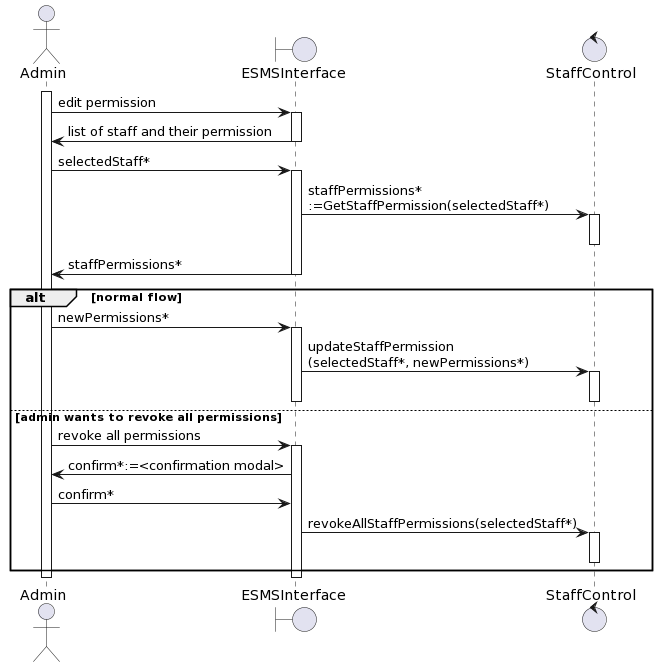 Admin
ESMSInterface
StaffControl
edit permission
list of staff and their permission
selectedStaff*
staffPermissions*
:=GetStaffPermission(selectedStaff*)
staffPermissions*
alt [normal flow]
newPermissions*
updateStaffPermission
(selectedStaff*, newPermissions*)
[admin wants to revoke all permissions]
revoke all permissions
confirm*:=<confirmation modal>
confirm*
revokeAllStaffPermissions(selectedStaff*)
Admin
ESMSInterface
StaffControl